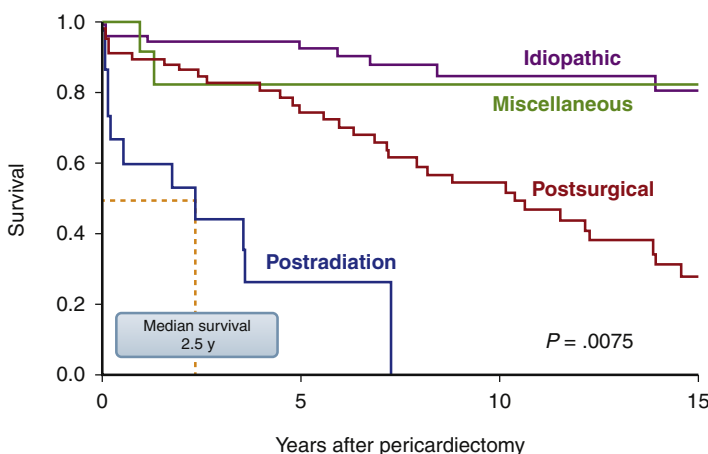 1.0
0.8
0.6
0.4
0.2
0.0
Survival
Idiopathic
Miscellaneous
Postsurgical
Postradiation
Median survival
2.5 y
P = .0075
0 5 10 15
Years after pericardiectomy